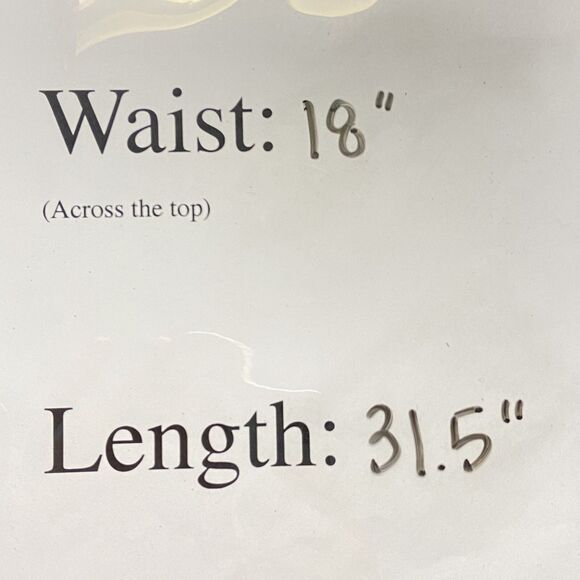 Waist: 18"
(Across the top)
Length: 31.5"